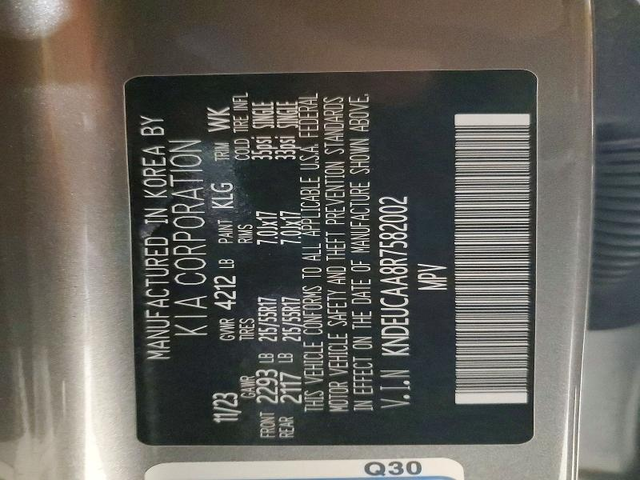 MANUFACTURED IN KOREA BY
KIA CORPORATION
11/23 GVWR 4212 LB PAINT KLG TRIM WK
GAWR TIRES RMS COLD TIRE INFL
FRONT 2293 LB 215/55R17 7.0Jx17 35psi SINGLE
REAR 2117 LB 215/55R17 7.0Jx17 33psi SINGLE
THIS VEHICLE CONFORMS TO ALL APPLICABLE U.S.A. FEDERAL
MOTOR VEHICLE SAFETY AND THEFT PREVENTION STANDARDS
IN EFFECT ON THE DATE OF MANUFACTURE SHOWN ABOVE.
V.I.N KNDEUCAA8R7582002
MPV
Q30